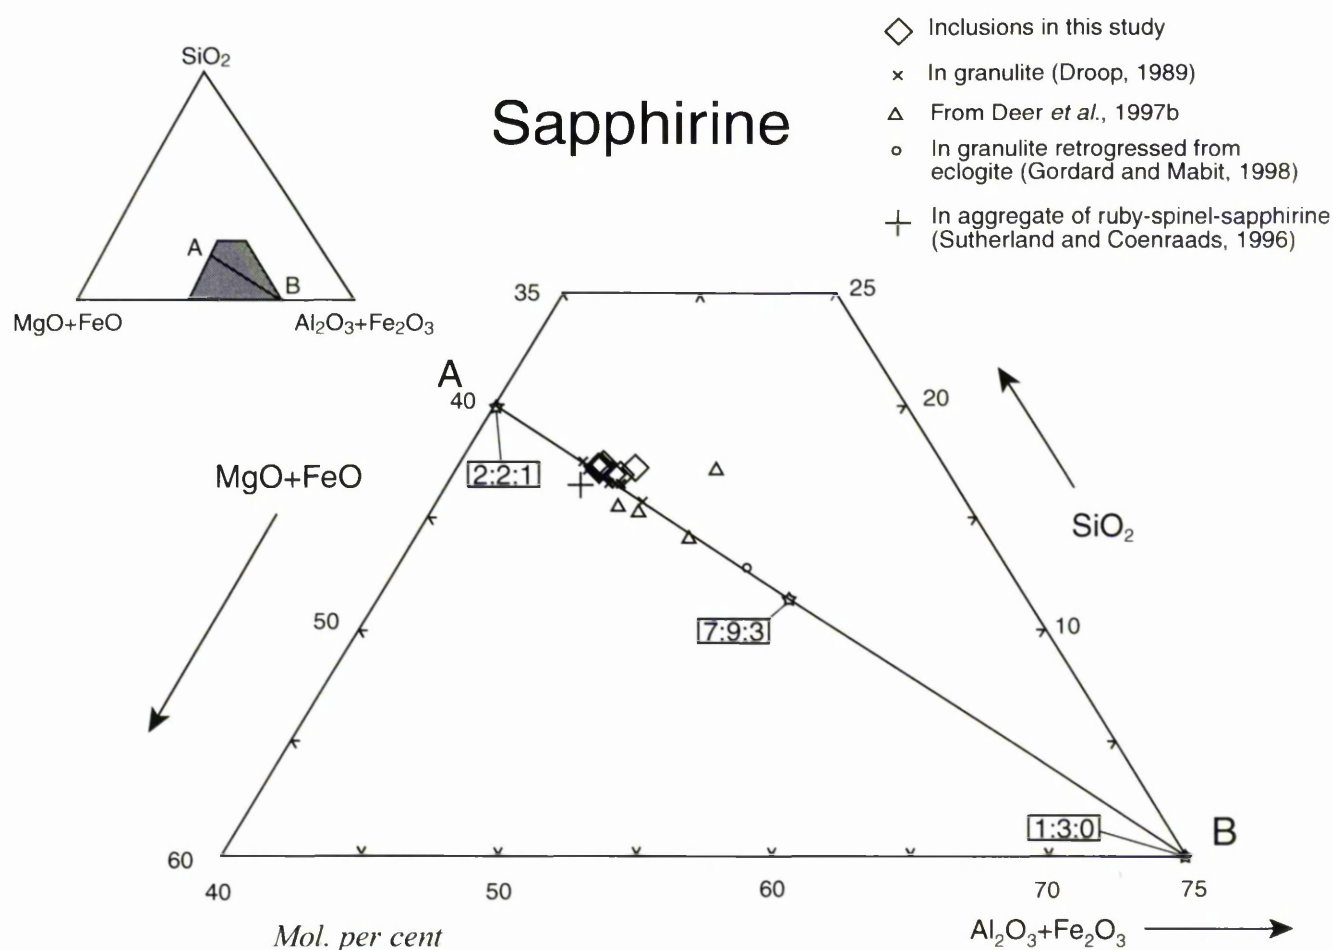 SiO2
A
B
MgO+FeO
Al2O3+Fe2O3
Sapphirine
Inclusions in this study
In granulite (Droop, 1989)
From Deer et al., 1997b
In granulite retrogressed from
eclogite (Gordard and Mabit, 1998)
In aggregate of ruby-spinel-sapphirine
(Sutherland and Coenraads, 1996)
35
25
A
40
20
2:2:1
MgO+FeO
SiO2
50
10
7:9:3
1:3:0
B
60
40
50
60
70
75
Mol. per cent
Al2O3+Fe2O3